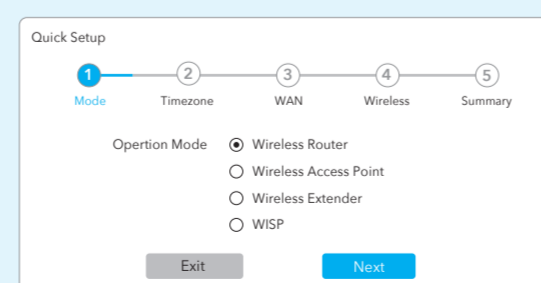 Quick Setup
1 2 3 4 5
Mode Timezone WAN Wireless Summary
Opertion Mode Wireless Router
Wireless Access Point
Wireless Extender
WISP
Exit Next